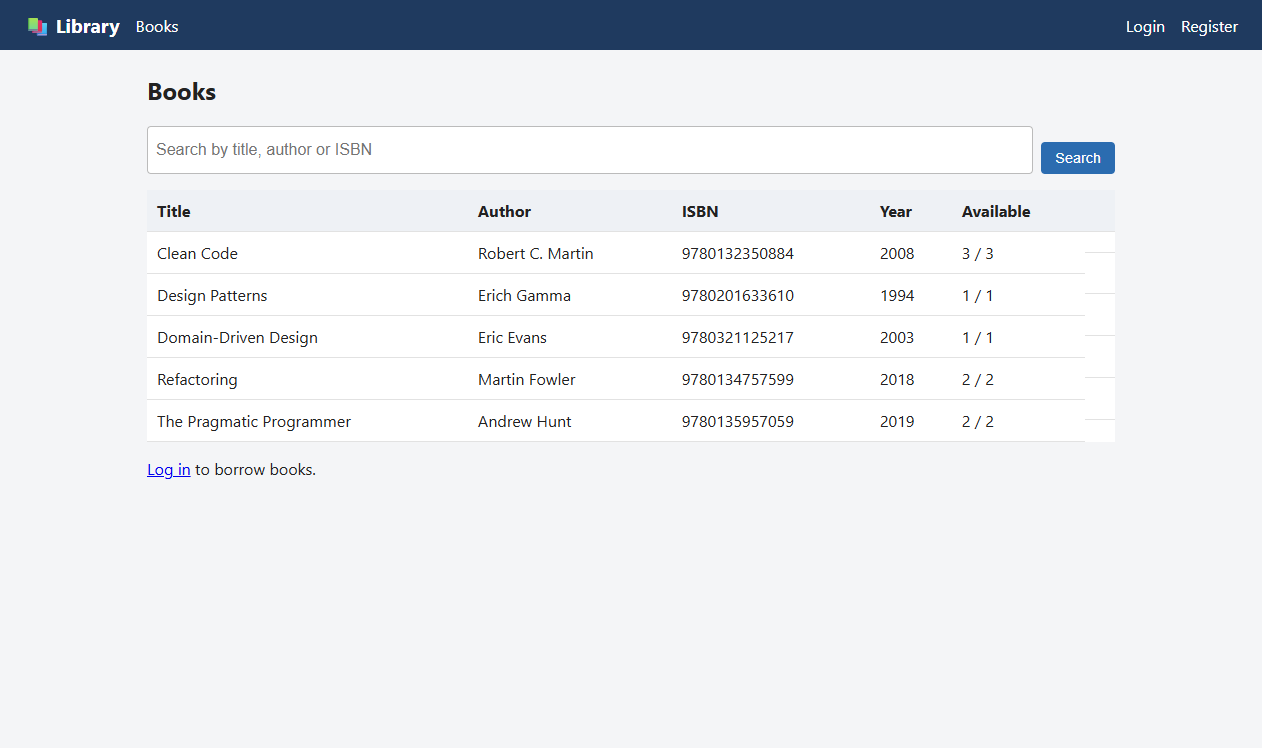 Library Books Login Register
Books
Search by title, author or ISBN Search
Title Author ISBN Year Available
Clean Code Robert C. Martin 9780132350884 2008 3 / 3
Design Patterns Erich Gamma 9780201633610 1994 1 / 1
Domain-Driven Design Eric Evans 9780321125217 2003 1 / 1
Refactoring Martin Fowler 9780134757599 2018 2 / 2
The Pragmatic Programmer Andrew Hunt 9780135957059 2019 2 / 2
Log in to borrow books.